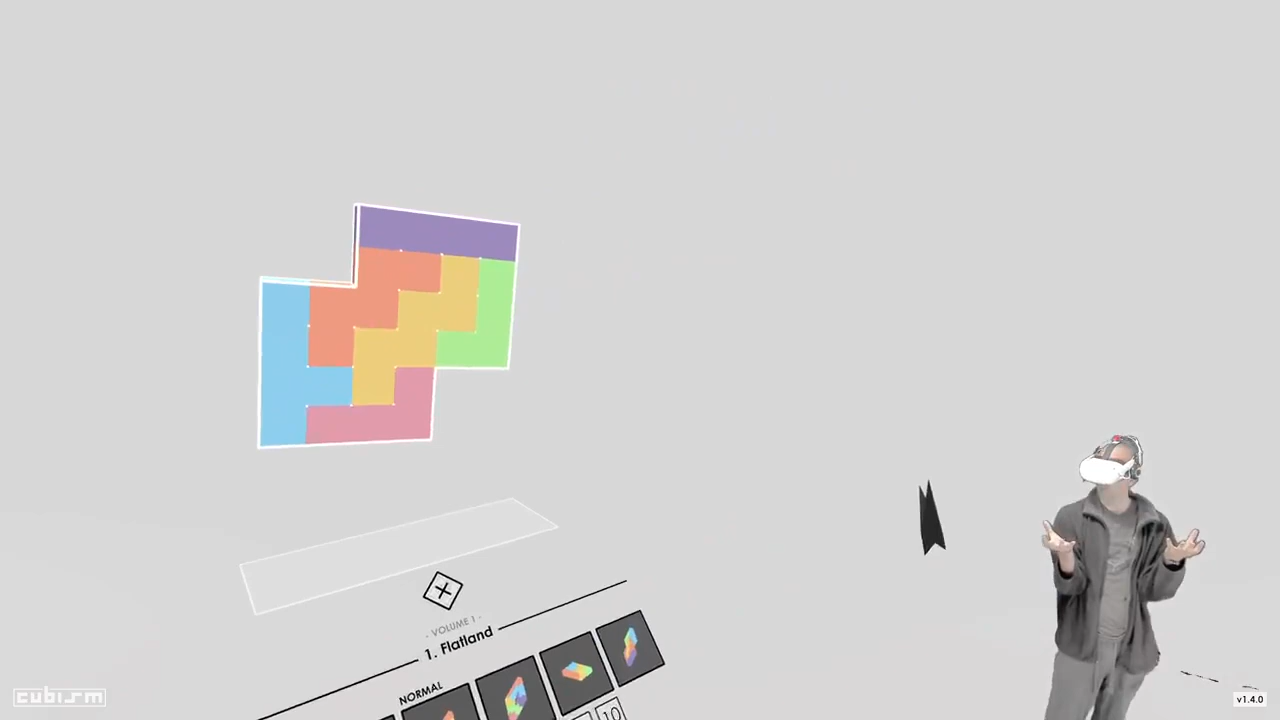 - VOLUME 1 -
1. Flatland
NORMAL
10
cubism
v1.4.0